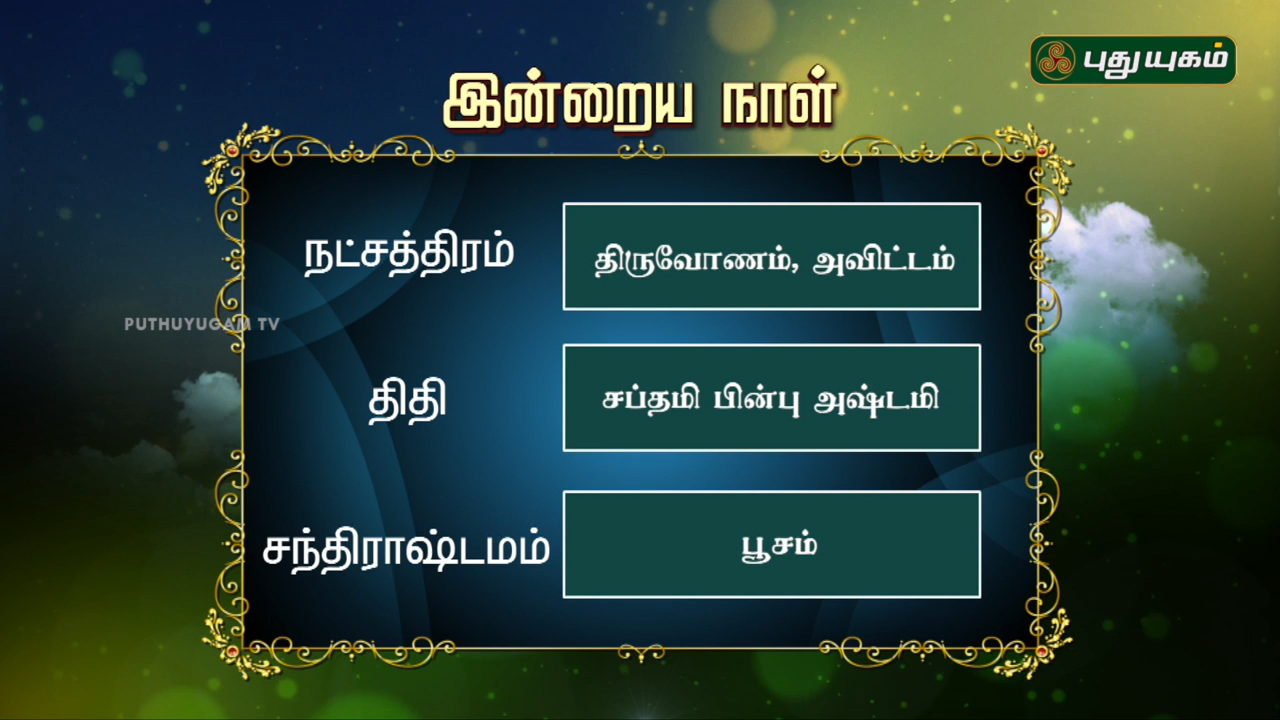 புதுயுகம்
இன்றைய நாள்
நட்சத்திரம்
திருவோணம், அவிட்டம்
PUTHUYUGAM TV
திதி
சப்தமி பின்பு அஷ்டமி
சந்திராஷ்டமம்
பூசம்